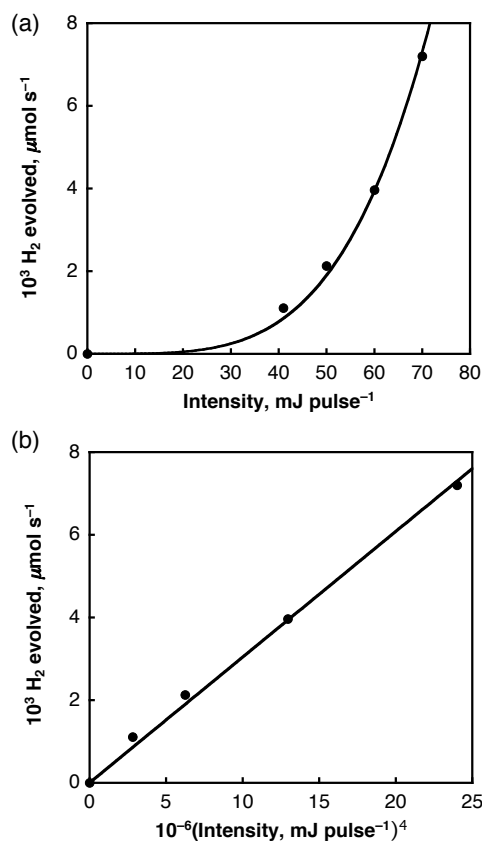 (a)
8
6
4
2
0
10³ H₂ evolved, μmol s⁻¹
0 10 20 30 40 50 60 70 80
Intensity, mJ pulse⁻¹
(b)
8
6
4
2
0
10³ H₂ evolved, μmol s⁻¹
0 5 10 15 20 25
10⁻⁶(Intensity, mJ pulse⁻¹)⁴